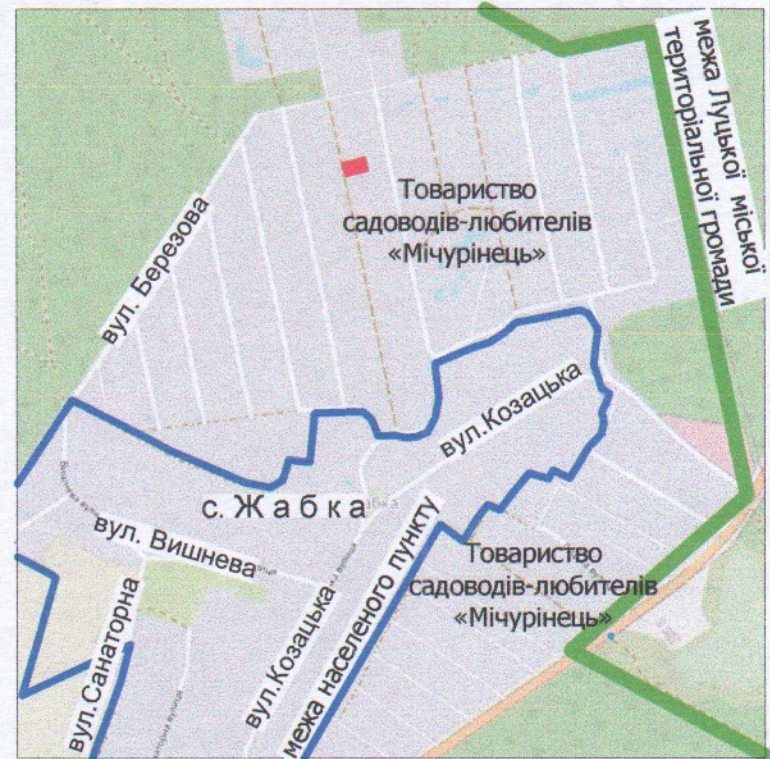 межа Луцької міської
територіальної громади
Товариство
садоводів-любителів
«Мічурінець»
вул. Березова
вул.Козацька
с. Жабка
вул. Вишнева
Товариство
садоводів-любителів
«Мічурінець»
межа населеного пункту
вул.Козацька
вул.Санаторна